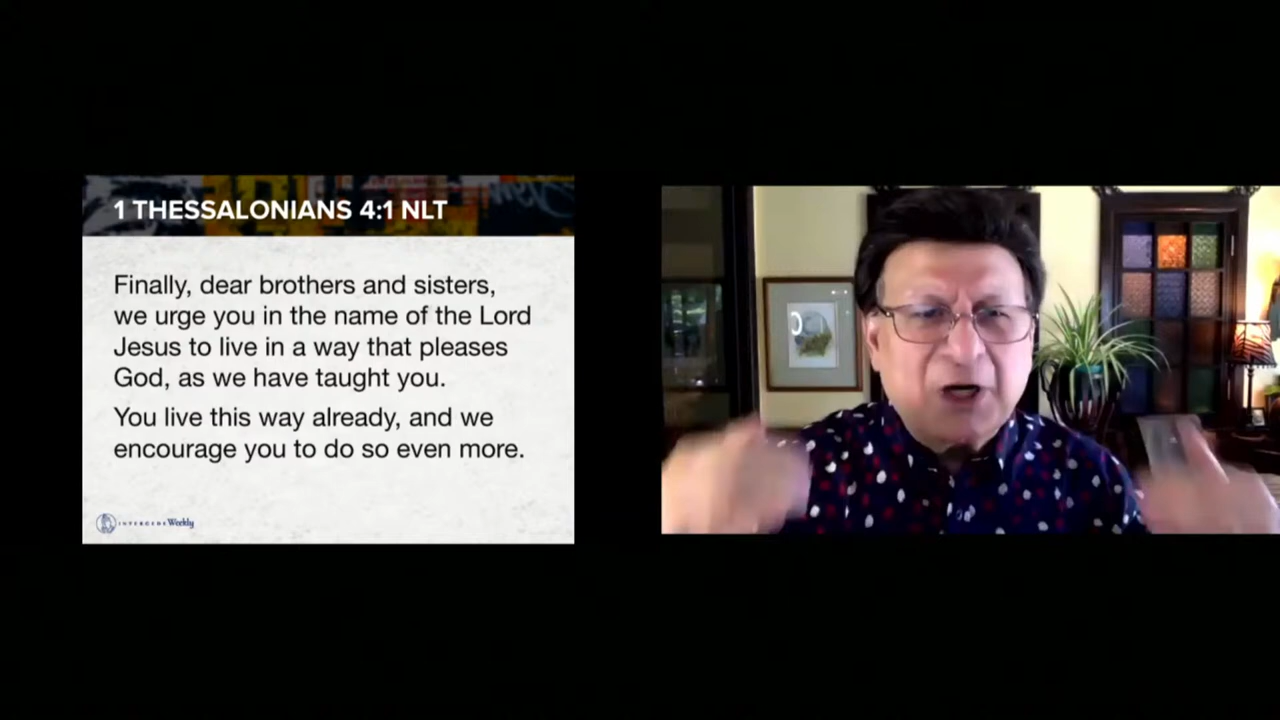 1 THESSALONIANS 4:1 NLT
Finally, dear brothers and sisters,
we urge you in the name of the Lord
Jesus to live in a way that pleases
God, as we have taught you.
You live this way already, and we
encourage you to do so even more.
INTERCEDE Weekly